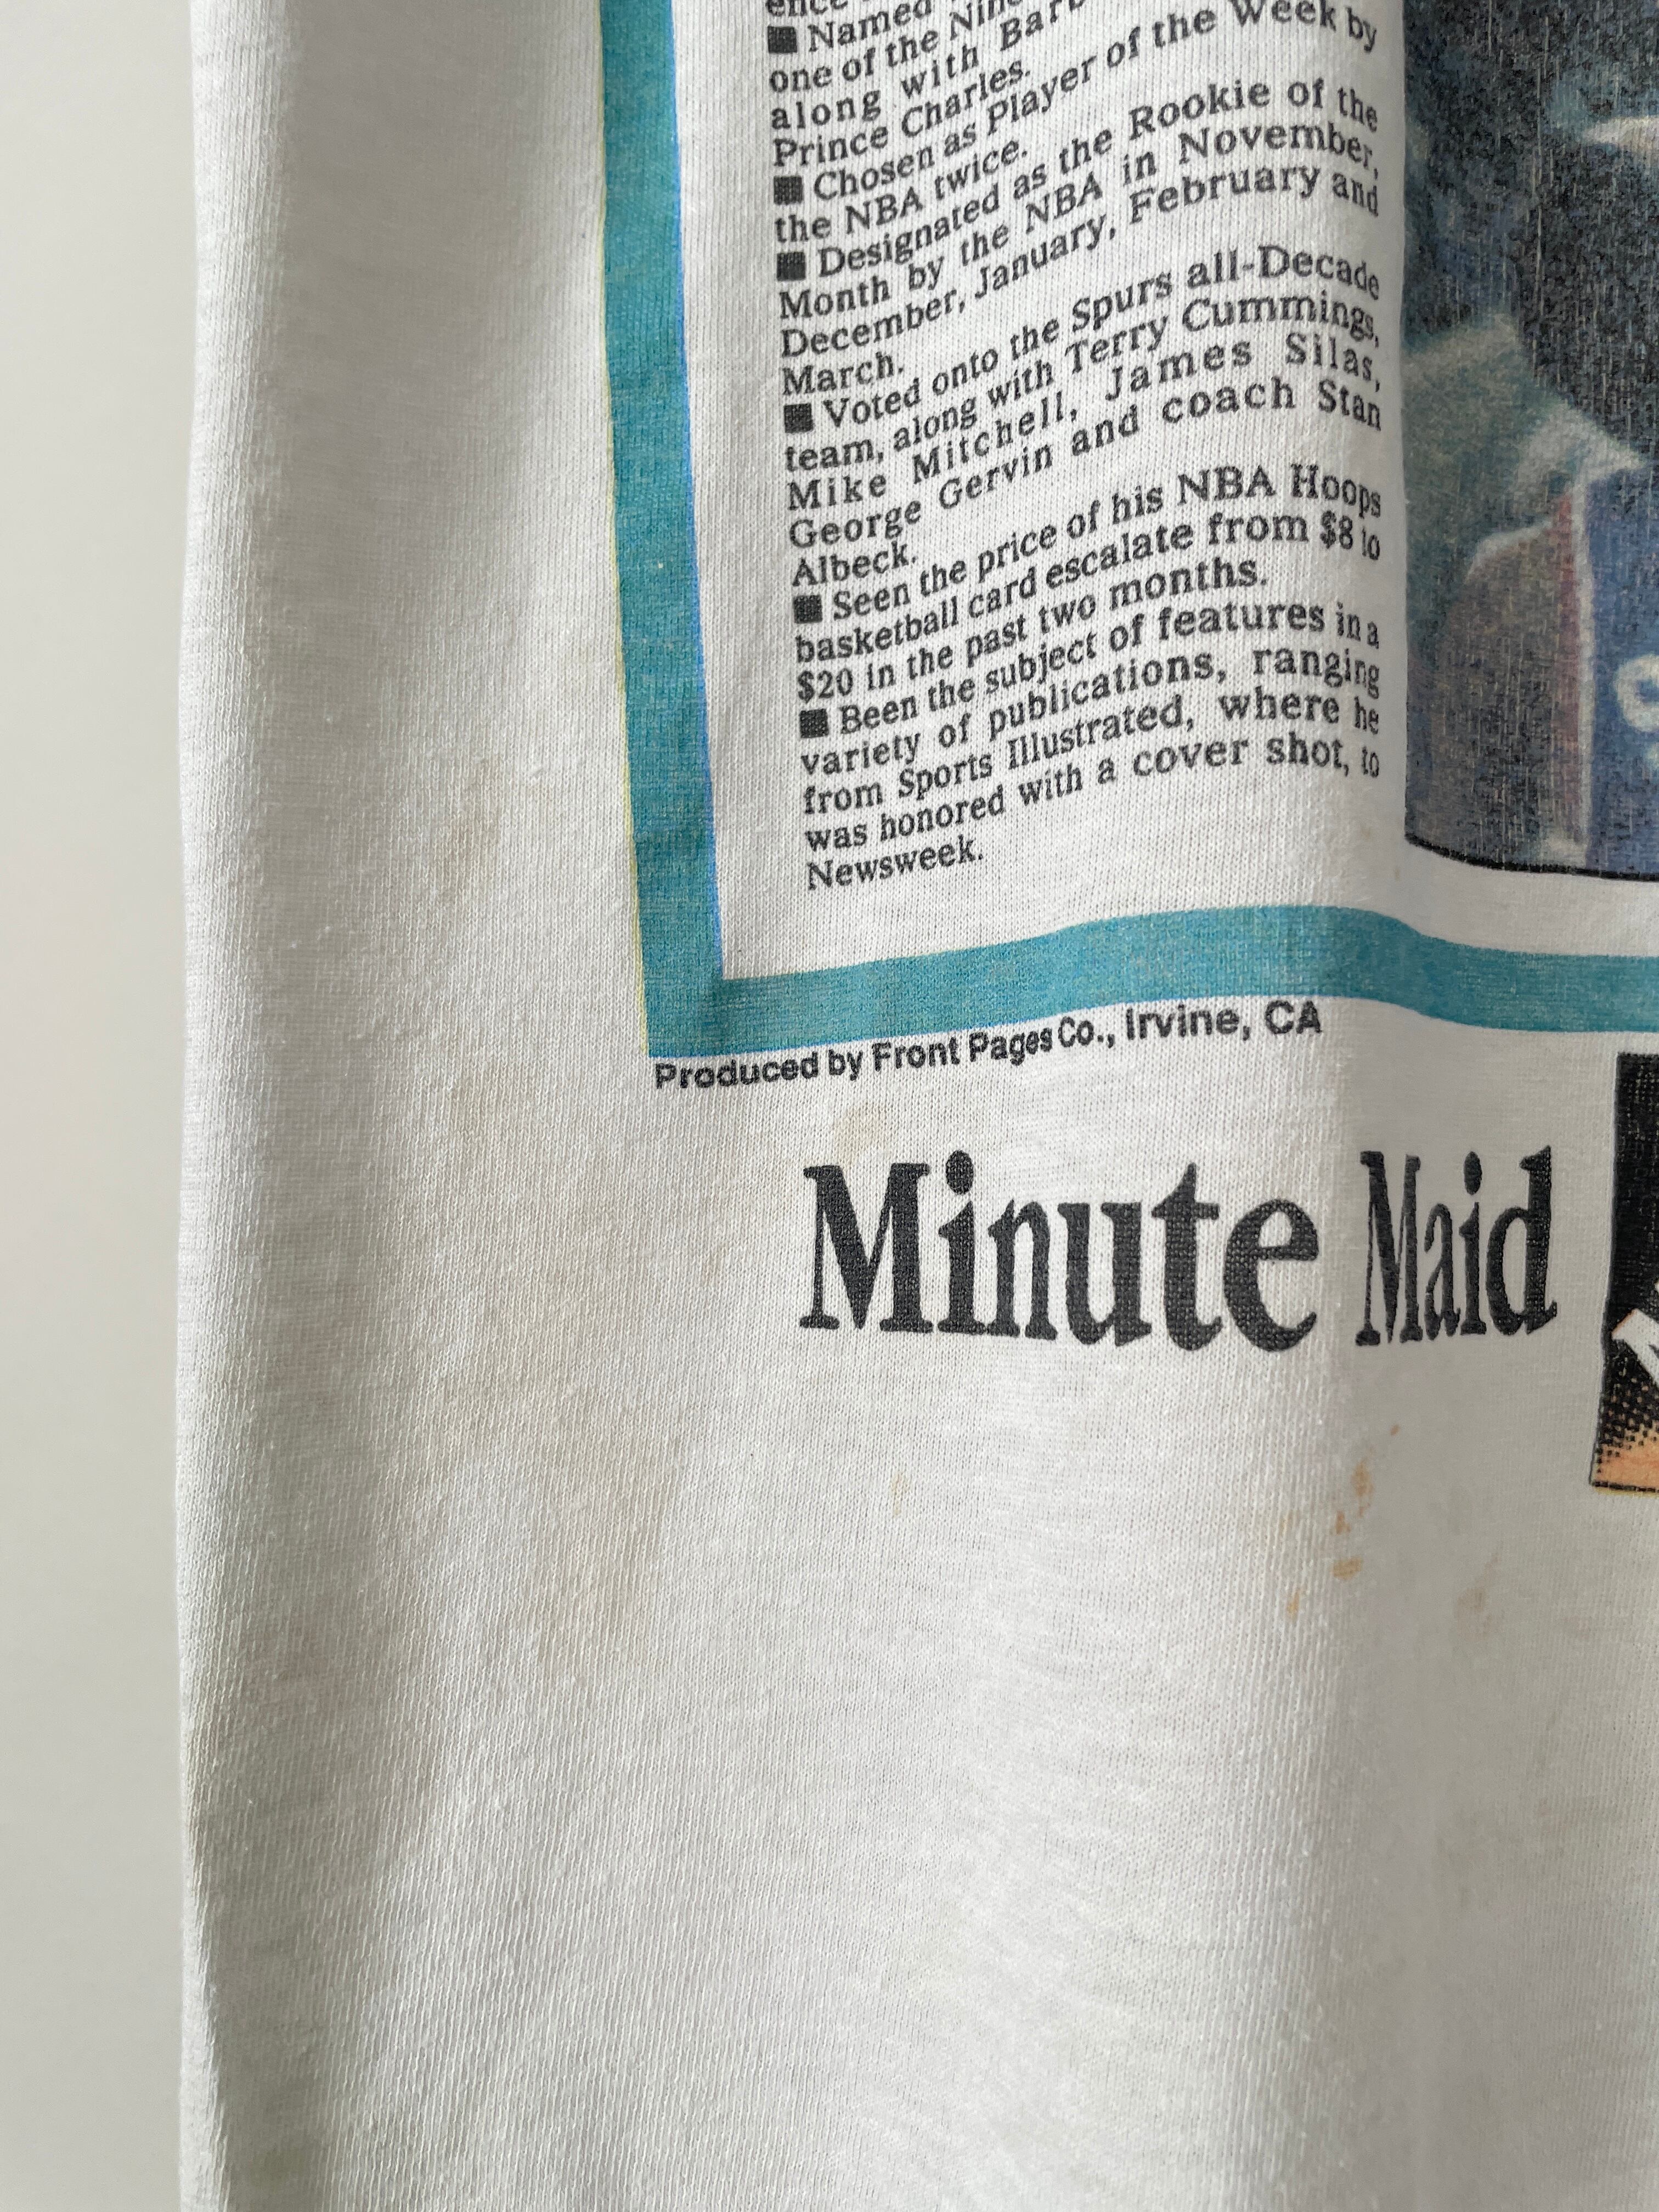 ■ Named
one of the
along with
Prince Charles.
■ Chosen as Player of the Week by
the NBA twice.
■ Designated as the Rookie of the
Month by the NBA in November,
December, January, February and
March.
■ Voted onto the Spurs all-Decade
team, along with Terry Cummings,
Mike Mitchell, James Silas,
George Gervin and coach Stan
Albeck.
■ Seen the price of his NBA Hoops
basketball card escalate from $8 to
$20 in the past two months.
■ Been the subject of features in a
variety of publications, ranging
from Sports Illustrated, where he
was honored with a cover shot, to
Newsweek.
Produced by Front Pages Co., Irvine, CA
Minute Maid